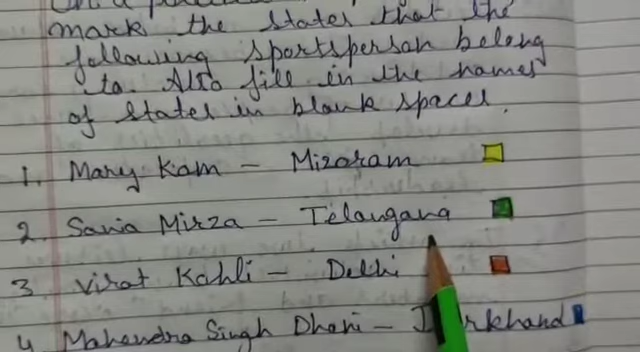 mark the states that the
following sportsperson belong
to. Also fill in the names
of states in blank spaces.
1. Mary Kom - Mizoram
2. Sania Mirza - Telangana
3 Virat Kohli - Delhi
4 Mahendra Singh Dhoni - J rkhand